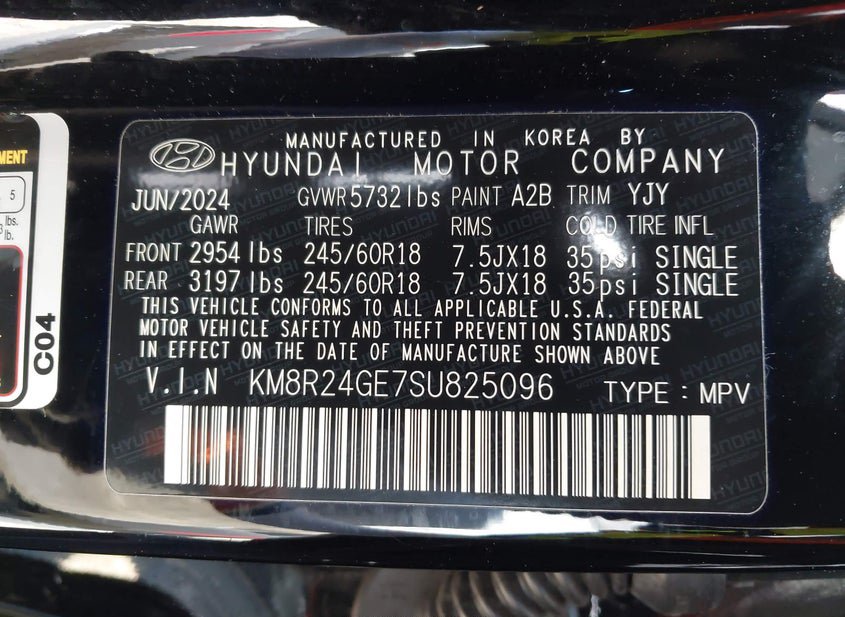 MANUFACTURED IN KOREA BY
HYUNDAI MOTOR COMPANY
JUN/2024 GVWR 5732 lbs PAINT A2B TRIM YJY
GAWR TIRES RIMS COLD TIRE INFL
FRONT 2954 lbs 245/60R18 7.5JX18 35psi SINGLE
REAR 3197 lbs 245/60R18 7.5JX18 35psi SINGLE
THIS VEHICLE CONFORMS TO ALL APPLICABLE U.S.A. FEDERAL
MOTOR VEHICLE SAFETY AND THEFT PREVENTION STANDARDS
IN EFFECT ON THE DATE OF MANUFACTURE SHOWN ABOVE
V.I.N KM8R24GE7SU825096 TYPE : MPV
5
lbs.
lb.
C04